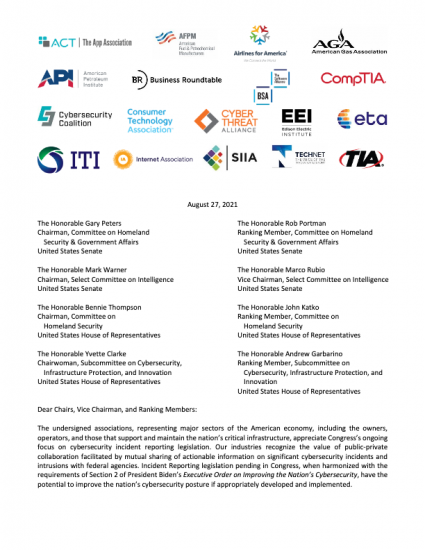 ACT | The App Association
AFPM
American
Fuel & Petrochemical
Manufacturers
Airlines for America®
AGA
American Gas Association
API
AMERICAN
PETROLEUM
INSTITUTE
BR Business Roundtable
BSA
The
Software
Alliance
CompTIA
Cybersecurity
Coalition
Consumer
Technology
Association
CYBER
THREAT
ALLIANCE
EEI
Edison Electric
INSTITUTE
eta
ITI
IA Internet Association
SIIA
TECHNET
TIA
August 27, 2021
The Honorable Gary Peters
Chairman, Committee on Homeland
Security & Government Affairs
United States Senate
The Honorable Rob Portman
Ranking Member, Committee on Homeland
Security & Government Affairs
United States Senate
The Honorable Mark Warner
Chairman, Select Committee on Intelligence
United States Senate
The Honorable Marco Rubio
Vice Chairman, Select Committee on Intelligence
United States Senate
The Honorable Bennie Thompson
Chairman, Committee on
Homeland Security
United States House of Representatives
The Honorable John Katko
Ranking Member, Committee on
Homeland Security
United States House of Representatives
The Honorable Yvette Clarke
Chairwoman, Subcommittee on Cybersecurity,
Infrastructure Protection, and Innovation
United States House of Representatives
The Honorable Andrew Garbarino
Ranking Member, Subcommittee on
Cybersecurity, Infrastructure Protection, and
Innovation
United States House of Representatives
Dear Chairs, Vice Chairman, and Ranking Members:
The undersigned associations, representing major sectors of the American economy, including the owners,
operators, and those that support and maintain the nation's critical infrastructure, appreciate Congress's ongoing
focus on cybersecurity incident reporting legislation. Our industries recognize the value of public-private
collaboration facilitated by mutual sharing of actionable information on significant cybersecurity incidents and
intrusions with federal agencies. Incident Reporting legislation pending in Congress, when harmonized with the
requirements of Section 2 of President Biden's Executive Order on Improving the Nation's Cybersecurity, have the
potential to improve the nation's cybersecurity posture if appropriately developed and implemented.